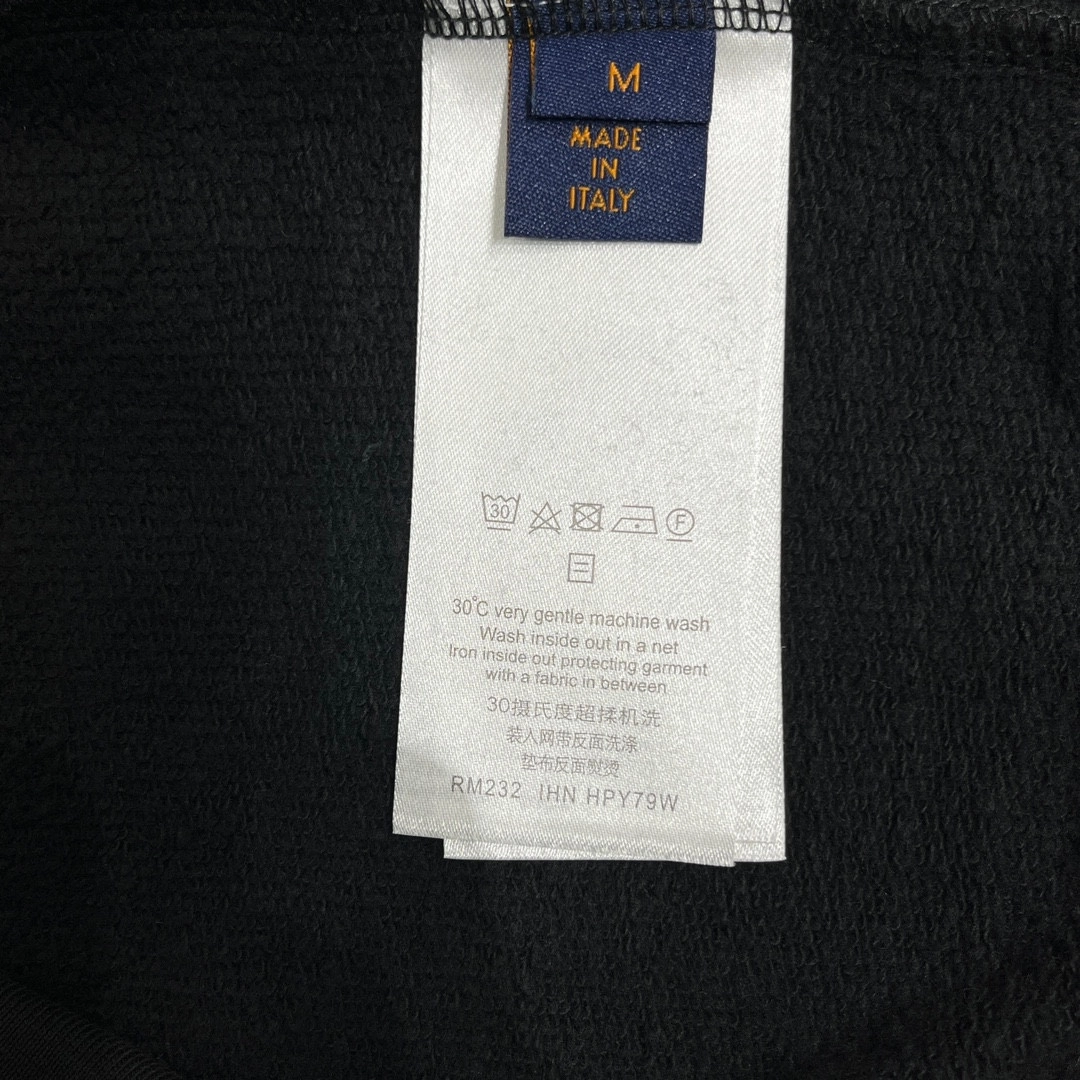 M
MADE
IN
ITALY
30 F
30°C very gentle machine wash
Wash inside out in a net
Iron inside out protecting garment
with a fabric in between
30摄氏度超揉机洗
装入网带反面洗涤
垫布反面熨烫
RM232 IHN HPY79W